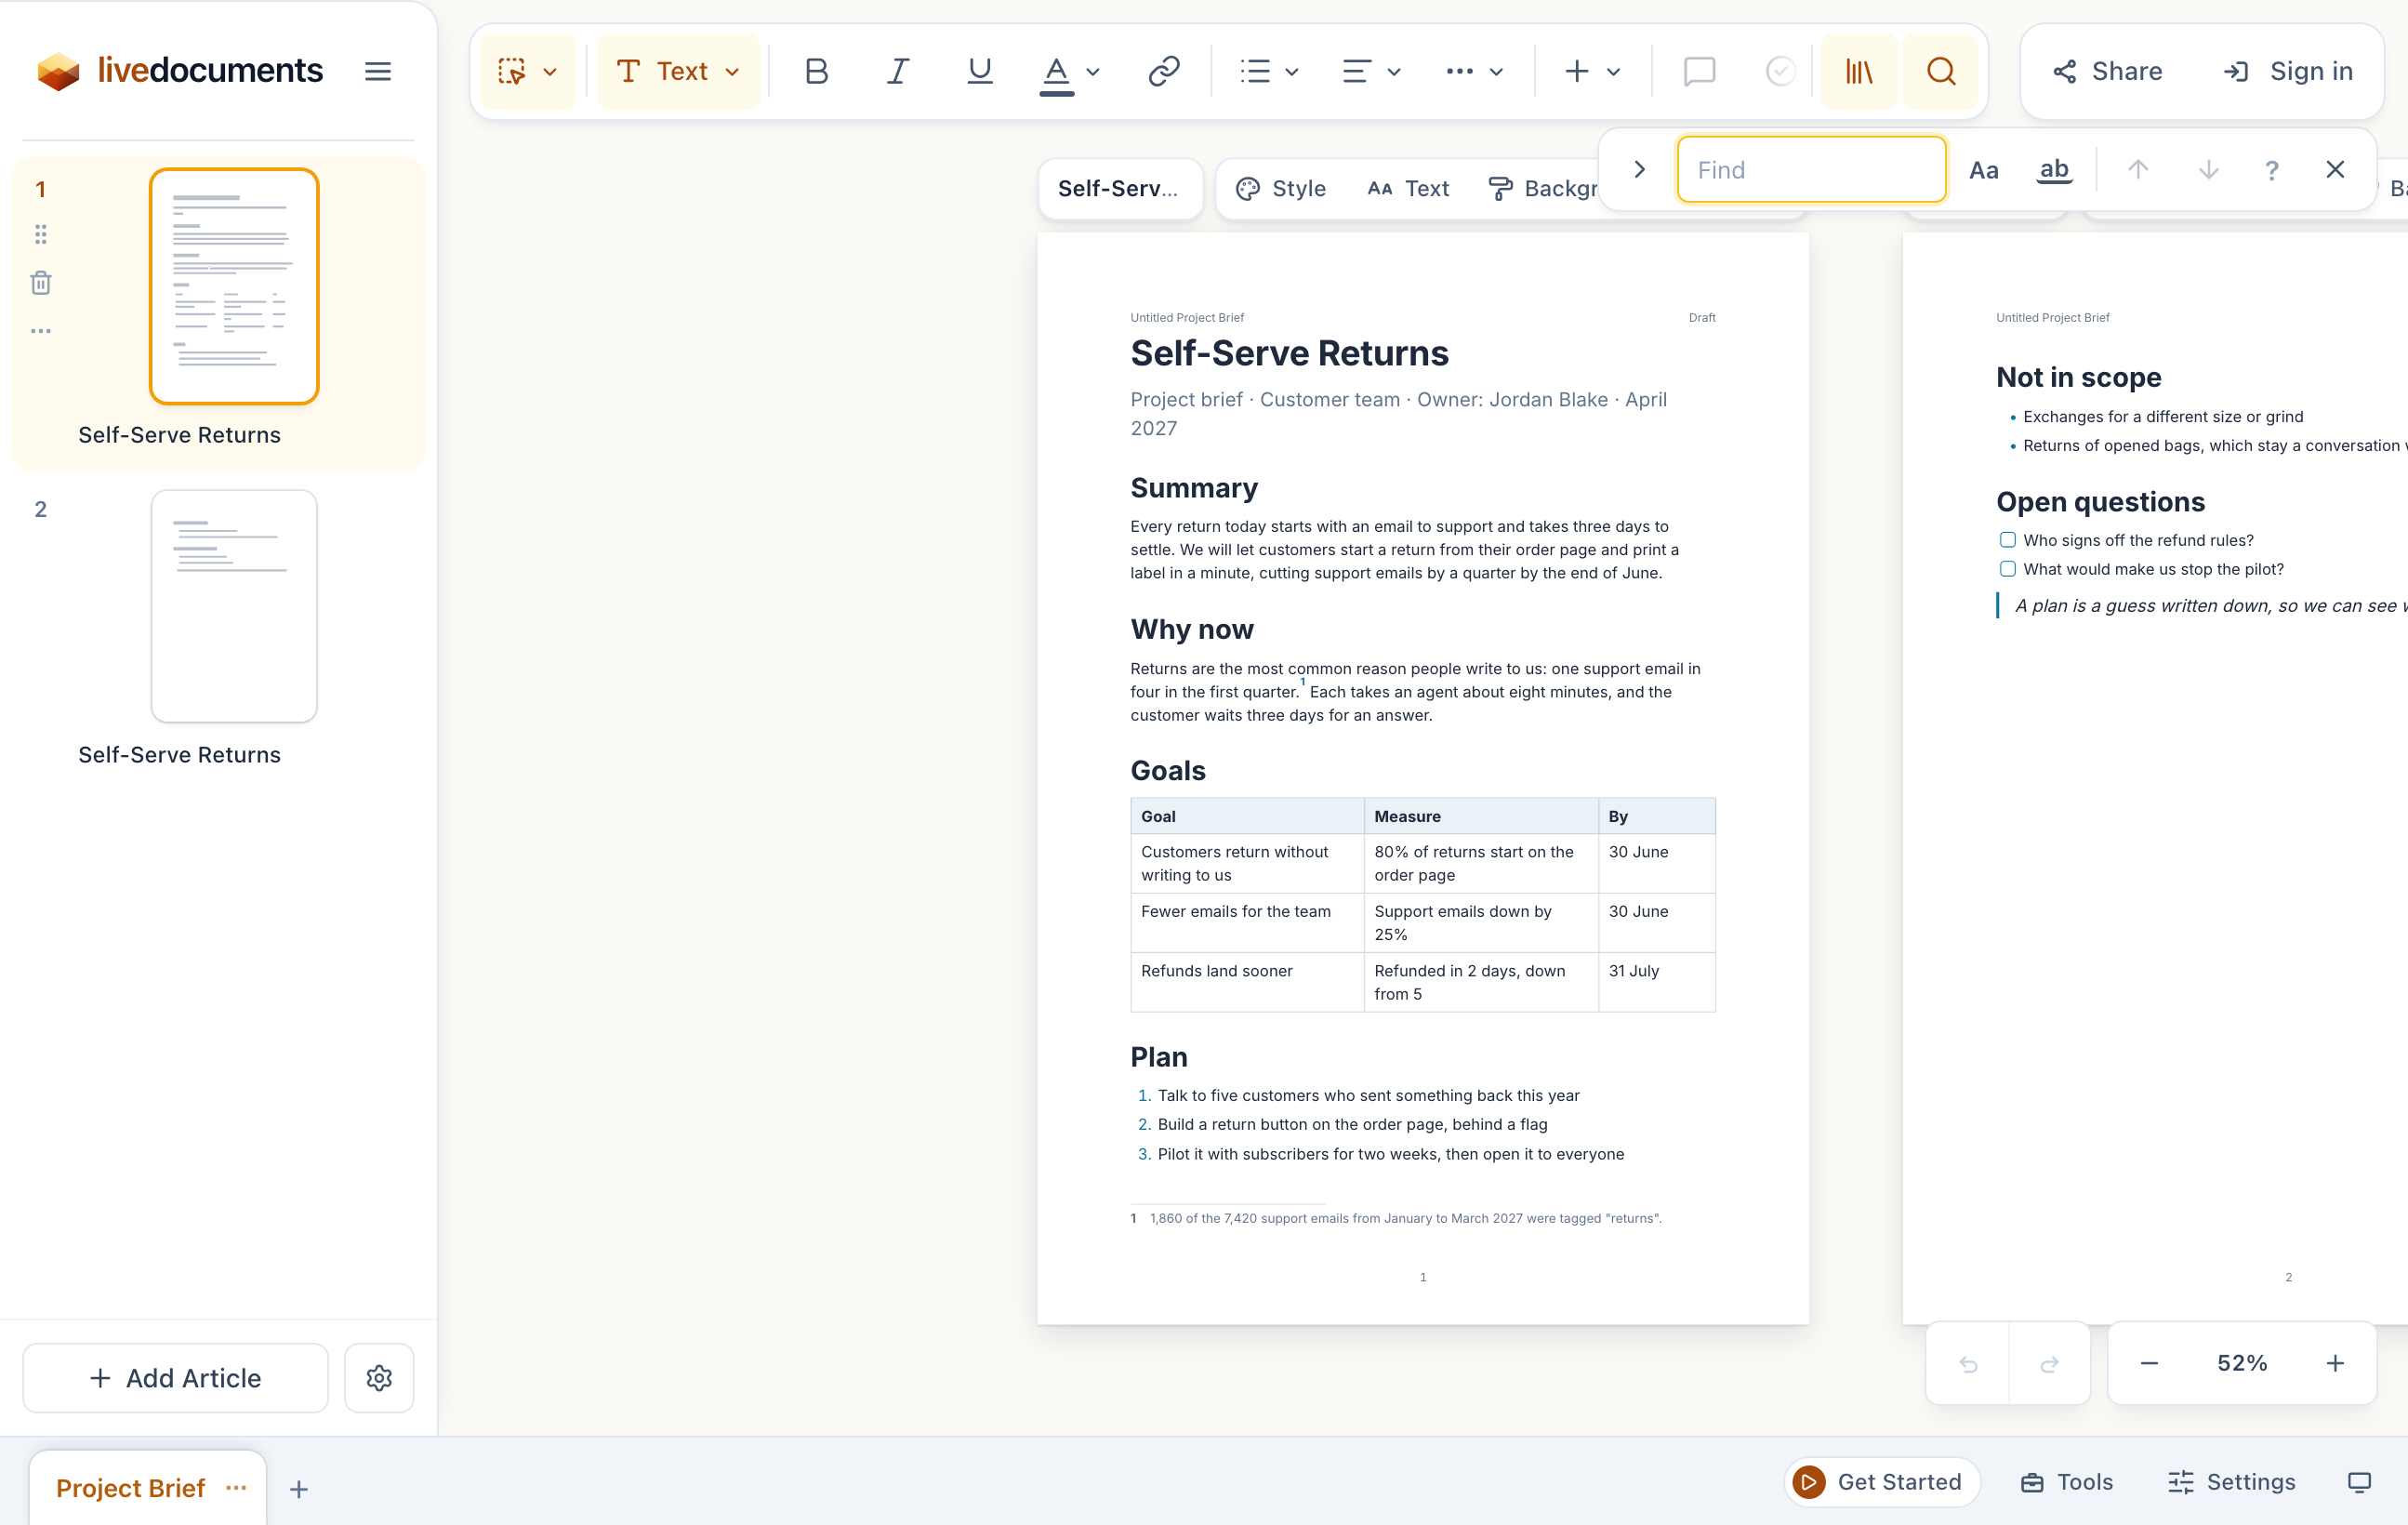 livedocuments
Text
Share
Sign in
Find
Aa
ab
?
Self-Serv...
Style
Text
Backgr
Ba
1
Self-Serve Returns
2
Self-Serve Returns
Add Article
Untitled Project Brief
Draft
Self-Serve Returns
Project brief · Customer team · Owner: Jordan Blake · April
2027
Summary
Every return today starts with an email to support and takes three days to
settle. We will let customers start a return from their order page and print a
label in a minute, cutting support emails by a quarter by the end of June.
Why now
Returns are the most common reason people write to us: one support email in
four in the first quarter.1 Each takes an agent about eight minutes, and the
customer waits three days for an answer.
Goals
Goal Measure By
Customers return without writing to us 80% of returns start on the order page 30 June
Fewer emails for the team Support emails down by 25% 30 June
Refunds land sooner Refunded in 2 days, down from 5 31 July
Plan
1. Talk to five customers who sent something back this year
2. Build a return button on the order page, behind a flag
3. Pilot it with subscribers for two weeks, then open it to everyone
1 1,860 of the 7,420 support emails from January to March 2027 were tagged "returns".
1
Untitled Project Brief
Not in scope
• Exchanges for a different size or grind
• Returns of opened bags, which stay a conversation
Open questions
Who signs off the refund rules?
What would make us stop the pilot?
A plan is a guess written down, so we can see
2
52%
Project Brief
Get Started
Tools
Settings